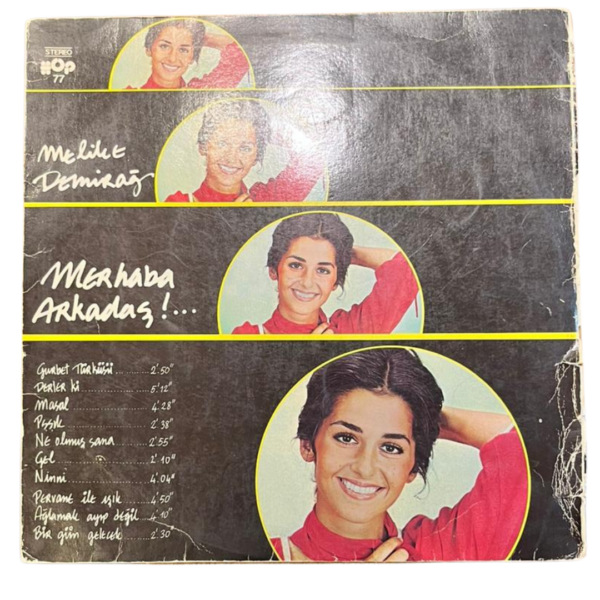 STEREO
HOP
77
Melike
Demirağ
Merhaba
Arkadaş!...
Gurbet Türküsü ........ 2'50"
Derler ki ............ 5'12"
Masal ............ 4'28"
Pışşık ............ 2'38"
Ne olmuş sana ........ 2'55"
Gel ............ 2'10"
Ninni ............ 4'04"
Pervane ile ışık ........ 4'50"
Ağlamak ayıp değil .... 4'10"
Bir gün gelecek ........ 2'30"